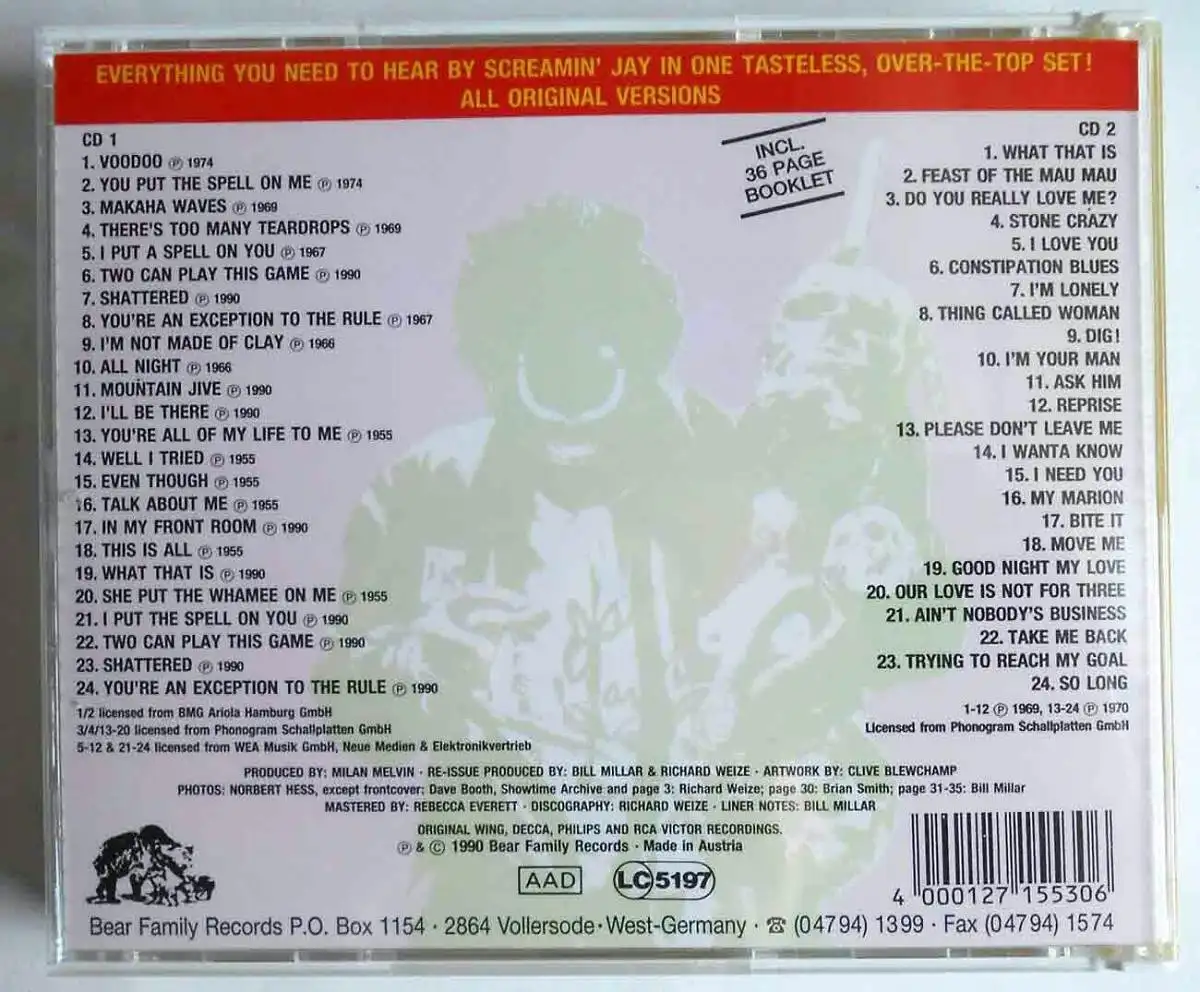 EVERYTHING YOU NEED TO HEAR BY SCREAMIN' JAY IN ONE TASTELESS, OVER-THE-TOP SET!
ALL ORIGINAL VERSIONS
CD 1
1. VOODOO ℗ 1974
2. YOU PUT THE SPELL ON ME ℗ 1974
3. MAKAHA WAVES ℗ 1969
4. THERE'S TOO MANY TEARDROPS ℗ 1969
5. I PUT A SPELL ON YOU ℗ 1967
6. TWO CAN PLAY THIS GAME ℗ 1990
7. SHATTERED ℗ 1990
8. YOU'RE AN EXCEPTION TO THE RULE ℗ 1967
9. I'M NOT MADE OF CLAY ℗ 1966
10. ALL NIGHT ℗ 1966
11. MOUNTAIN JIVE ℗ 1990
12. I'LL BE THERE ℗ 1990
13. YOU'RE ALL OF MY LIFE TO ME ℗ 1955
14. WELL I TRIED ℗ 1955
15. EVEN THOUGH ℗ 1955
16. TALK ABOUT ME ℗ 1955
17. IN MY FRONT ROOM ℗ 1990
18. THIS IS ALL ℗ 1955
19. WHAT THAT IS ℗ 1990
20. SHE PUT THE WHAMEE ON ME ℗ 1955
21. I PUT THE SPELL ON YOU ℗ 1990
22. TWO CAN PLAY THIS GAME ℗ 1990
23. SHATTERED ℗ 1990
24. YOU'RE AN EXCEPTION TO THE RULE ℗ 1990
1/2 licensed from BMG Ariola Hamburg GmbH
3/4/13-20 licensed from Phonogram Schallplatten GmbH
5-12 & 21-24 licensed from WEA Musik GmbH, Neue Medien & Elektronikvertrieb
INCL.
36 PAGE
BOOKLET
CD 2
1. WHAT THAT IS
2. FEAST OF THE MAU MAU
3. DO YOU REALLY LOVE ME?
4. STONE CRAZY
5. I LOVE YOU
6. CONSTIPATION BLUES
7. I'M LONELY
8. THING CALLED WOMAN
9. DIG!
10. I'M YOUR MAN
11. ASK HIM
12. REPRISE
13. PLEASE DON'T LEAVE ME
14. I WANTA KNOW
15. I NEED YOU
16. MY MARION
17. BITE IT
18. MOVE ME
19. GOOD NIGHT MY LOVE
20. OUR LOVE IS NOT FOR THREE
21. AIN'T NOBODY'S BUSINESS
22. TAKE ME BACK
23. TRYING TO REACH MY GOAL
24. SO LONG
1-12 ℗ 1969, 13-24 ℗ 1970
Licensed from Phonogram Schallplatten GmbH
PRODUCED BY: MILAN MELVIN · RE-ISSUE PRODUCED BY: BILL MILLAR & RICHARD WEIZE · ARTWORK BY: CLIVE BLEWCHAMP
PHOTOS: NORBERT HESS, except frontcover: Dave Booth, Showtime Archive and page 3: Richard Weize; page 30: Brian Smith; page 31-35: Bill Millar
MASTERED BY: REBECCA EVERETT · DISCOGRAPHY: RICHARD WEIZE · LINER NOTES: BILL MILLAR
ORIGINAL WING, DECCA, PHILIPS AND RCA VICTOR RECORDINGS.
℗ & © 1990 Bear Family Records · Made in Austria
AAD LC 5197
4 000127 155306
Bear Family Records P.O. Box 1154 · 2864 Vollersode · West-Germany · ☎ (04794) 1399 · Fax (04794) 1574